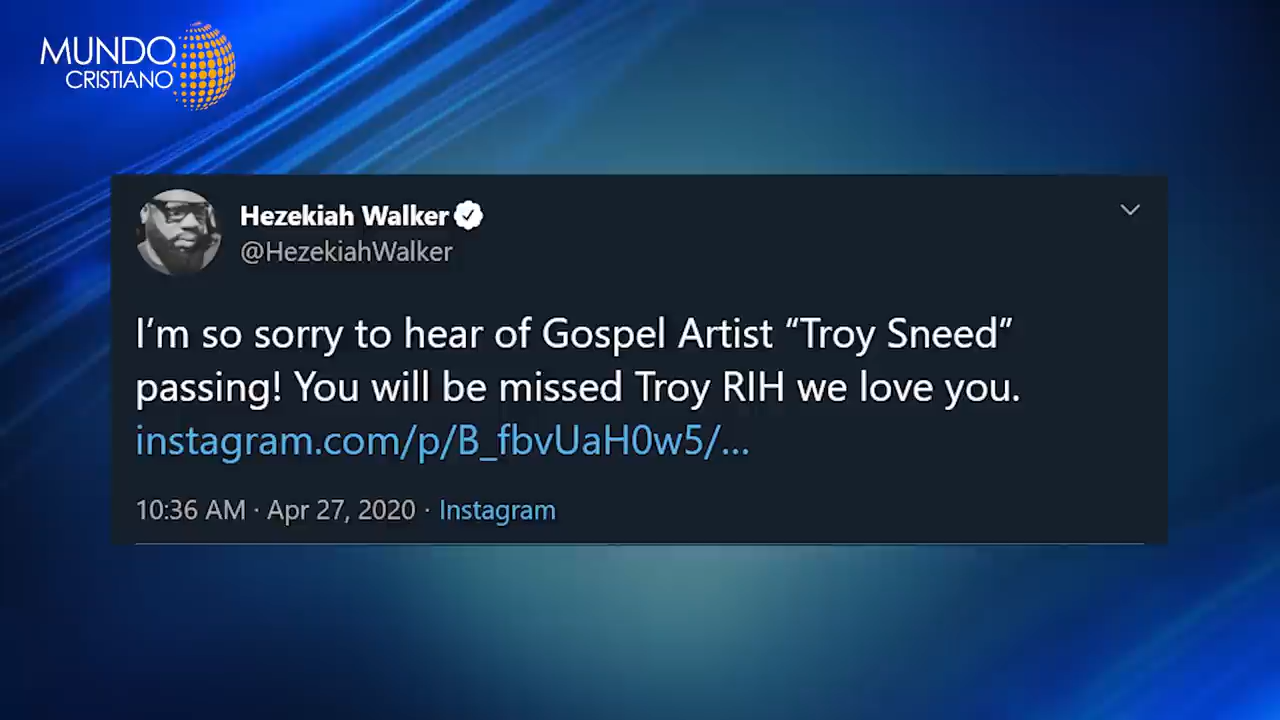 MUNDO
CRISTIANO
Hezekiah Walker
@HezekiahWalker
I'm so sorry to hear of Gospel Artist “Troy Sneed”
passing! You will be missed Troy RIH we love you.
instagram.com/p/B_fbvUaH0w5/...
10:36 AM · Apr 27, 2020 · Instagram